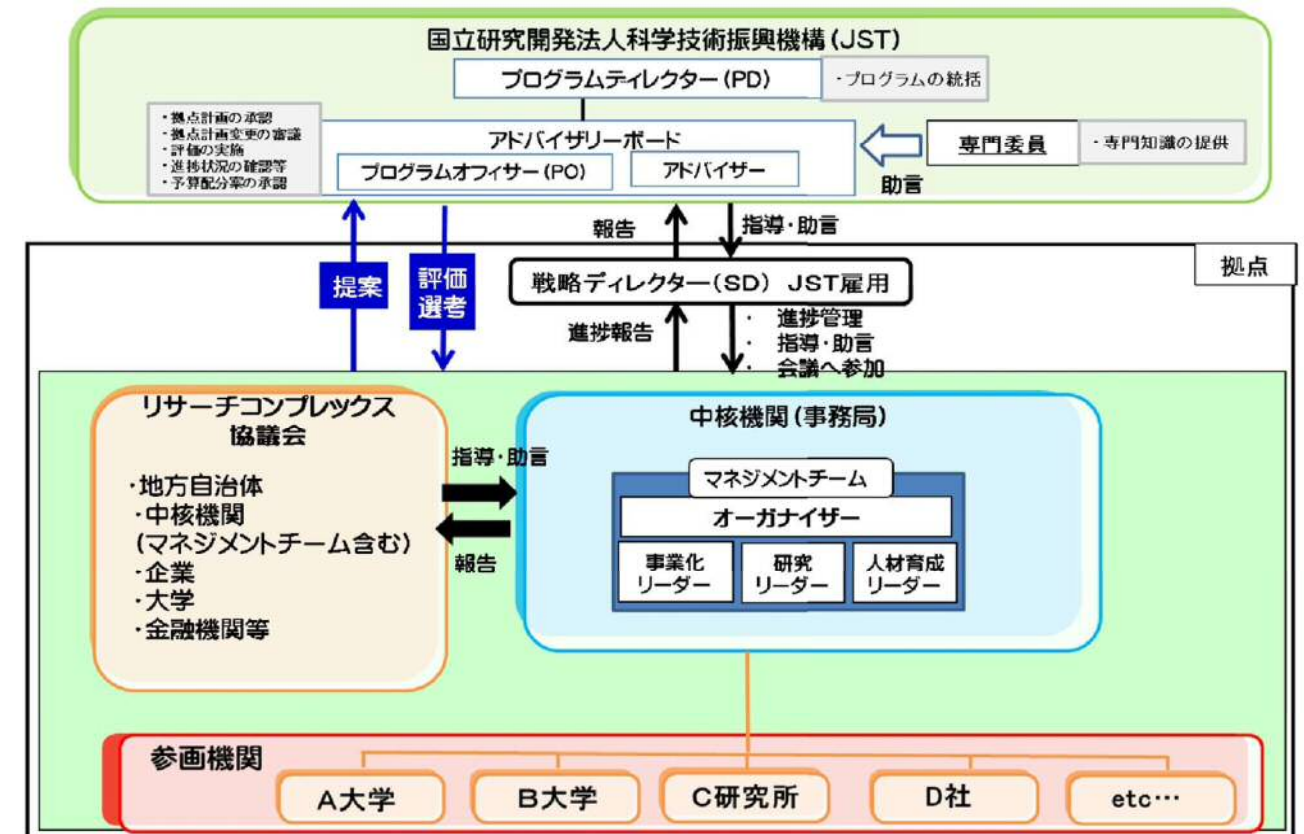 国立研究開発法人科学技術振興機構(JST)
プログラムディレクター(PD)
・プログラムの統括
・拠点計画の承認
・拠点計画変更の審議
・評価の実施
・進捗状況の確認等
・予算配分案の承認
アドバイザリーボード
プログラムオフィサー(PO)
アドバイザー
専門委員
・専門知識の提供
助言
提案
評価
選考
報告
指導・助言
拠点
戦略ディレクター(SD) JST雇用
進捗報告
・ 進捗管理
・ 指導・助言
・ 会議へ参加
リサーチコンプレックス
協議会
・地方自治体
・中核機関
(マネジメントチーム含む)
・企業
・大学
・金融機関等
指導・助言
報告
中核機関(事務局)
マネジメントチーム
オーガナイザー
事業化
リーダー
研究
リーダー
人材育成
リーダー
参画機関
A大学
B大学
C研究所
D社
etc…